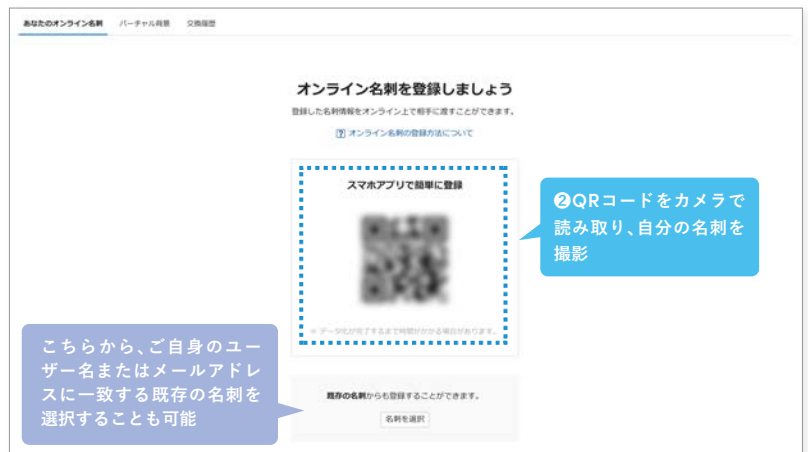 あなたのオンライン名刺 バーチャル背景 交換履歴
オンライン名刺を登録しましょう
登録した名刺情報をオンライン上で相手に渡すことができます。
? オンライン名刺の登録方法について
スマホアプリで簡単に登録
❷QRコードをカメラで
読み取り、自分の名刺を
撮影
※ データ化が完了するまで時間がかかる場合があります。
こちらから、ご自身のユー
ザー名またはメールアドレ
スに一致する既存の名刺を
選択することも可能
既存の名刺からも登録することができます。
名刺を選択